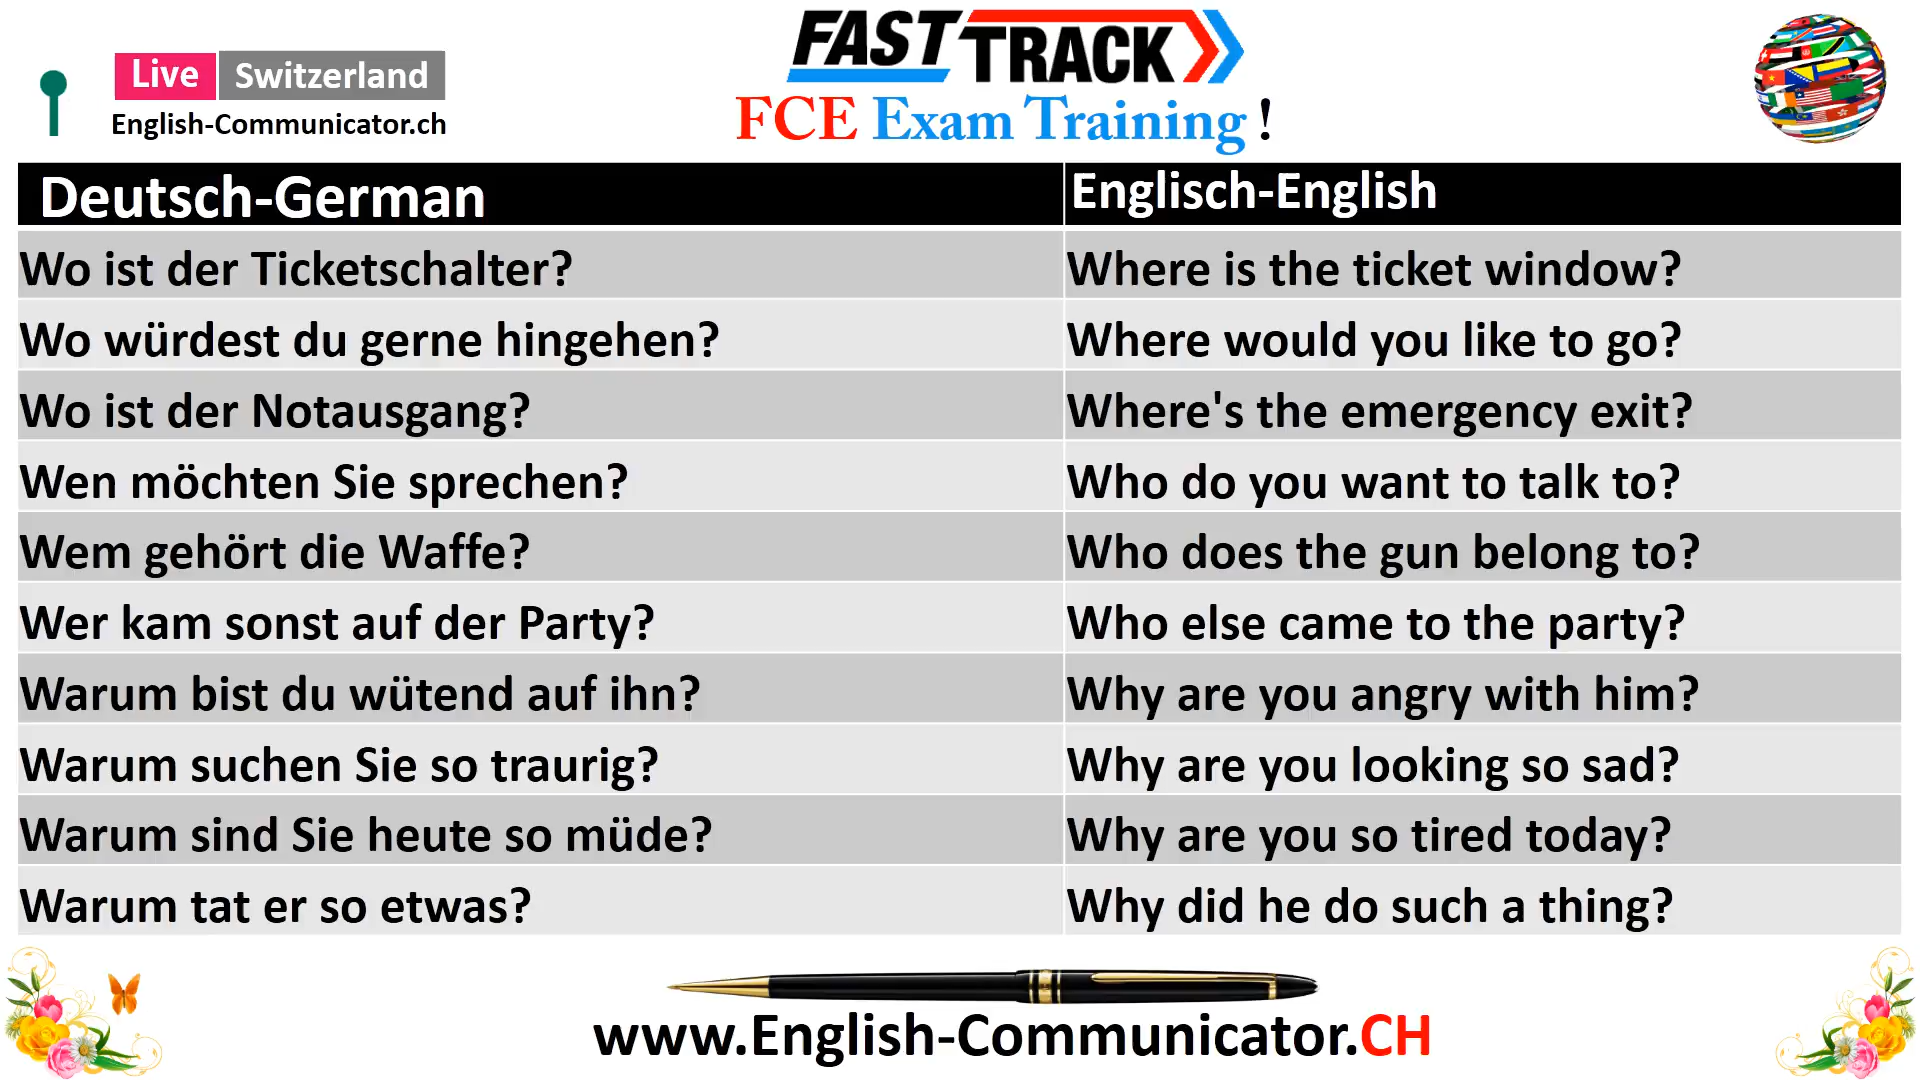 Live Switzerland
English-Communicator.ch
FAST TRACK
FCE Exam Training !
Deutsch-German Englisch-English
Wo ist der Ticketschalter? Where is the ticket window?
Wo würdest du gerne hingehen? Where would you like to go?
Wo ist der Notausgang? Where's the emergency exit?
Wen möchten Sie sprechen? Who do you want to talk to?
Wem gehört die Waffe? Who does the gun belong to?
Wer kam sonst auf der Party? Who else came to the party?
Warum bist du wütend auf ihn? Why are you angry with him?
Warum suchen Sie so traurig? Why are you looking so sad?
Warum sind Sie heute so müde? Why are you so tired today?
Warum tat er so etwas? Why did he do such a thing?
www.English-Communicator.CH